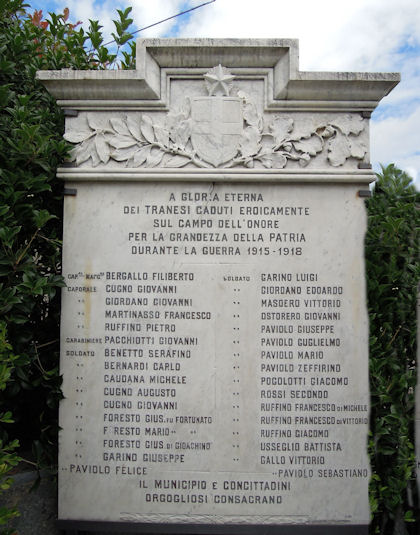 A GLORIA ETERNA
DEI TRANESI CADUTI EROICAMENTE
SUL CAMPO DELL'ONORE
PER LA GRANDEZZA DELLA PATRIA
DURANTE LA GUERRA 1915-1918
CAP.LE MAGG.RE BERGALLO FILIBERTO
CAPORALE CUGNO GIOVANNI
" GIORDANO GIOVANNI
" MARTINASSO FRANCESCO
" RUFFINO PIETRO
CARABINIERE PACCHIOTTI GIOVANNI
SOLDATO BENETTO SERAFINO
" BERNARDI CARLO
" CAUDANA MICHELE
" CUGNO AUGUSTO
" CUGNO GIOVANNI
" FORESTO GIUS. FU FORTUNATO
" FORESTO MARIO " "
" FORESTO GIUS. DI GIOACHINO
" GARINO GIUSEPPE
" PAVIOLO FELICE
SOLDATO GARINO LUIGI
" GIORDANO EDOARDO
" MASOERO VITTORIO
" OSTORERO GIOVANNI
" PAVIOLO GIUSEPPE
" PAVIOLO GUGLIELMO
" PAVIOLO MARIO
" PAVIOLO ZEFFIRINO
" POGOLOTTI GIACOMO
" ROSSI SECONDO
" RUFFINO FRANCESCO DI MICHELE
" RUFFINO FRANCESCO DI VITTORIO
" RUFFINO GIACOMO
" USSEGLIO BATTISTA
" GALLO VITTORIO
" PAVIOLO SEBASTIANO
IL MUNICIPIO E CONCITTADINI
ORGOGLIOSI CONSACRANO